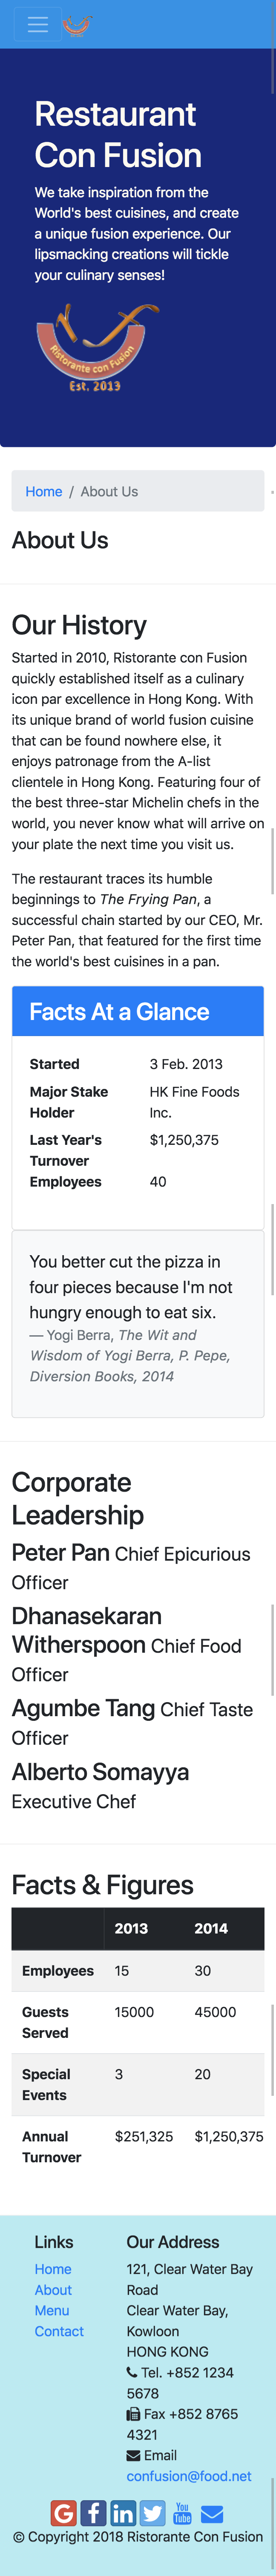 Restaurant
Con Fusion
We take inspiration from the
World's best cuisines, and create
a unique fusion experience. Our
lipsmacking creations will tickle
your culinary senses!
Ristorante con Fusion
Est. 2013
Home / About Us
About Us
Our History
Started in 2010, Ristorante con Fusion
quickly established itself as a culinary
icon par excellence in Hong Kong. With
its unique brand of world fusion cuisine
that can be found nowhere else, it
enjoys patronage from the A-list
clientele in Hong Kong. Featuring four of
the best three-star Michelin chefs in the
world, you never know what will arrive on
your plate the next time you visit us.
The restaurant traces its humble
beginnings to The Frying Pan, a
successful chain started by our CEO, Mr.
Peter Pan, that featured for the first time
the world's best cuisines in a pan.
Facts At a Glance
Started 3 Feb. 2013
Major Stake HK Fine Foods
Holder Inc.
Last Year's $1,250,375
Turnover
Employees 40
You better cut the pizza in
four pieces because I'm not
hungry enough to eat six.
— Yogi Berra, The Wit and
Wisdom of Yogi Berra, P. Pepe,
Diversion Books, 2014
Corporate
Leadership
Peter Pan Chief Epicurious
Officer
Dhanasekaran
Witherspoon Chief Food
Officer
Agumbe Tang Chief Taste
Officer
Alberto Somayya
Executive Chef
Facts & Figures
2013 2014
Employees 15 30
Guests 15000 45000
Served
Special 3 20
Events
Annual $251,325 $1,250,375
Turnover
Links
Home
About
Menu
Contact
Our Address
121, Clear Water Bay
Road
Clear Water Bay,
Kowloon
HONG KONG
Tel. +852 1234
5678
Fax +852 8765
4321
Email
confusion@food.net
G f in You Tube
© Copyright 2018 Ristorante Con Fusion